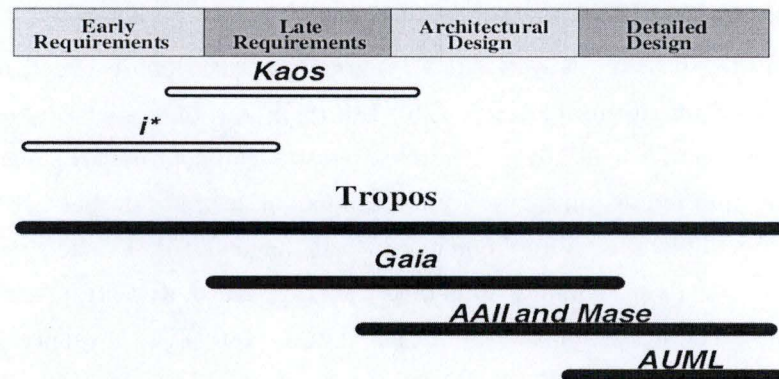 Early Requirements
Late Requirements
Architectural Design
Detailed Design
Kaos
i*
Tropos
Gaia
AAII and Mase
AUML